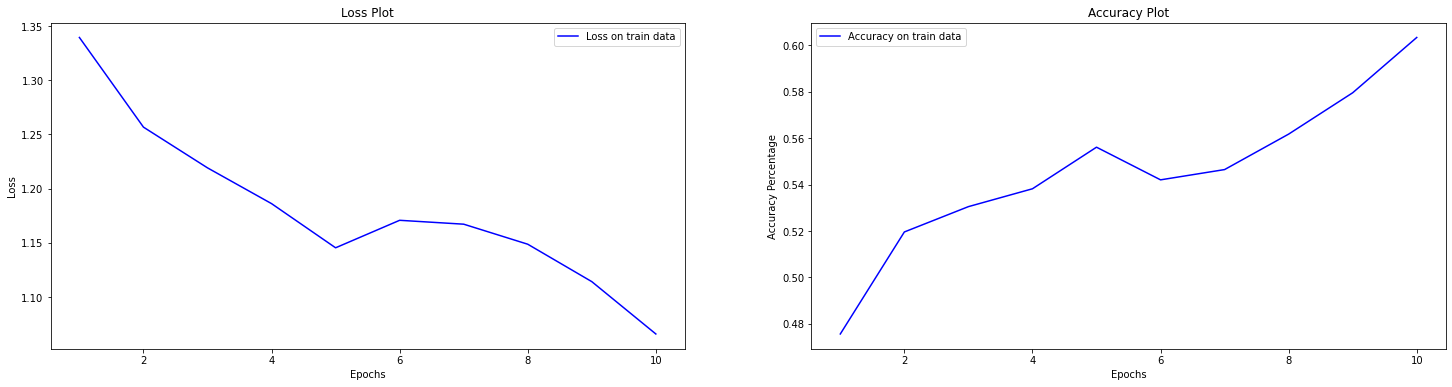 Loss Plot
Loss on train data
1.35
1.30
1.25
1.20
1.15
1.10
Loss
2
4
6
8
10
Epochs
Accuracy Plot
Accuracy on train data
0.60
0.58
0.56
0.54
0.52
0.50
0.48
Accuracy Percentage
2
4
6
8
10
Epochs